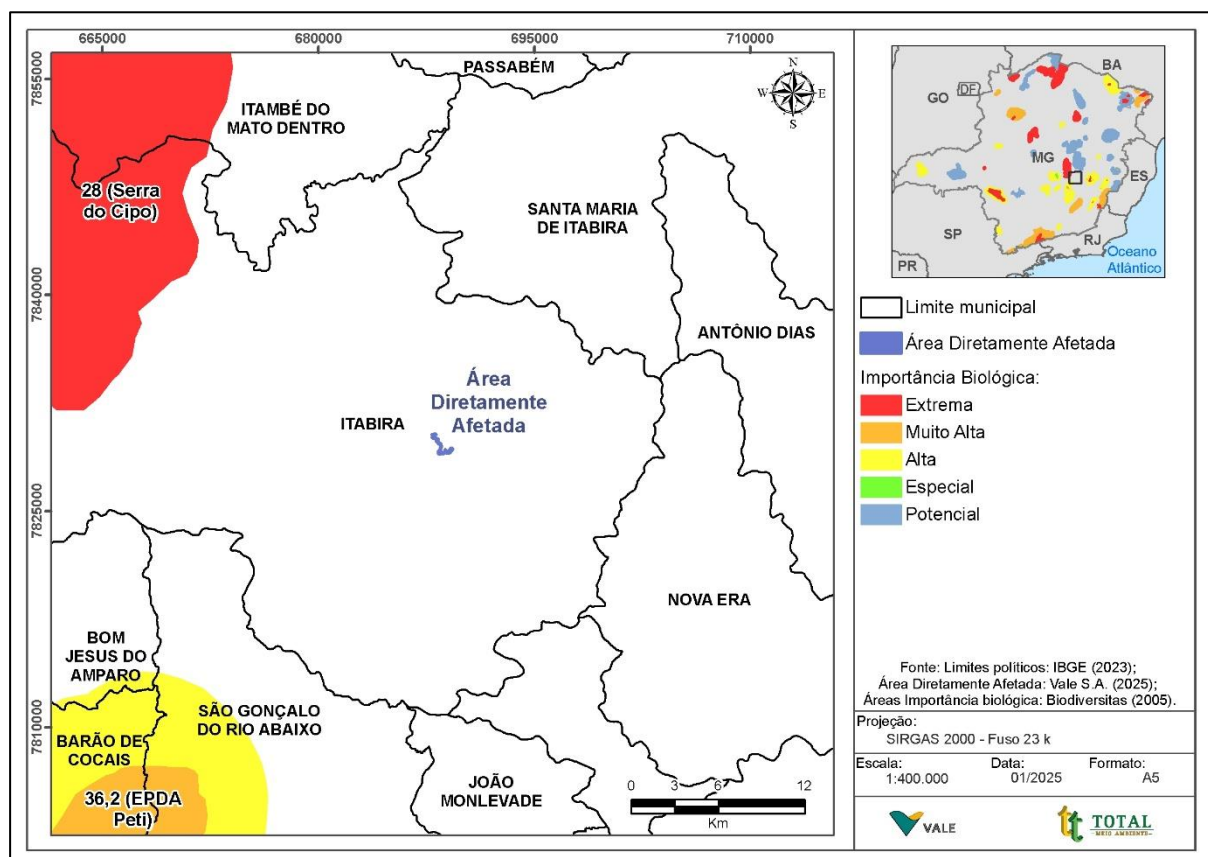 665000
680000
695000
710000
7855000
7840000
7825000
7810000
PASSABÉM
N
W
E
S
ITAMBÉ DO
MATO DENTRO
28 (Serra
do Cipo)
SANTA MARIA
DE ITABIRA
ANTÔNIO DIAS
Área
Diretamente
Afetada
ITABIRA
NOVA ERA
BOM
JESUS DO
AMPARO
SÃO GONÇALO
DO RIO ABAIXO
BARÃO DE
COCAIS
36,2 (EPDA
Peti)
JOÃO
MONLEVADE
0 3 6 12
Km
BA
GO
DF
MG
ES
SP
RJ
PR
Oceano
Atlântico
Limite municipal
Área Diretamente Afetada
Importância Biológica:
Extrema
Muito Alta
Alta
Especial
Potencial
Fonte: Limites políticos: IBGE (2023);
Área Diretamente Afetada: Vale S.A. (2025);
Áreas Importância biológica: Biodiversitas (2005).
Projeção:
SIRGAS 2000 - Fuso 23 k
Escala: Data: Formato:
1:400.000 01/2025 A5
VALE
TOTAL
MEIO AMBIENTE